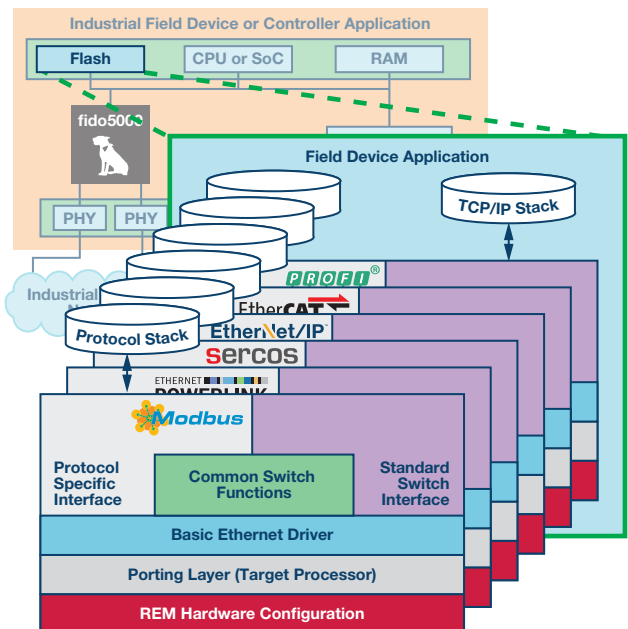 Industrial Field Device or Controller Application
Flash
CPU or SoC
RAM
fido5000
Field Device Application
TCP/IP Stack
PHY
PHY
Industrial
PROFI®
EtherCAT
EtherNet/IP™
Protocol Stack
sercos
ETHERNET
POWERLINK
Modbus
Protocol
Specific
Interface
Common Switch
Functions
Standard
Switch
Interface
Basic Ethernet Driver
Porting Layer (Target Processor)
REM Hardware Configuration